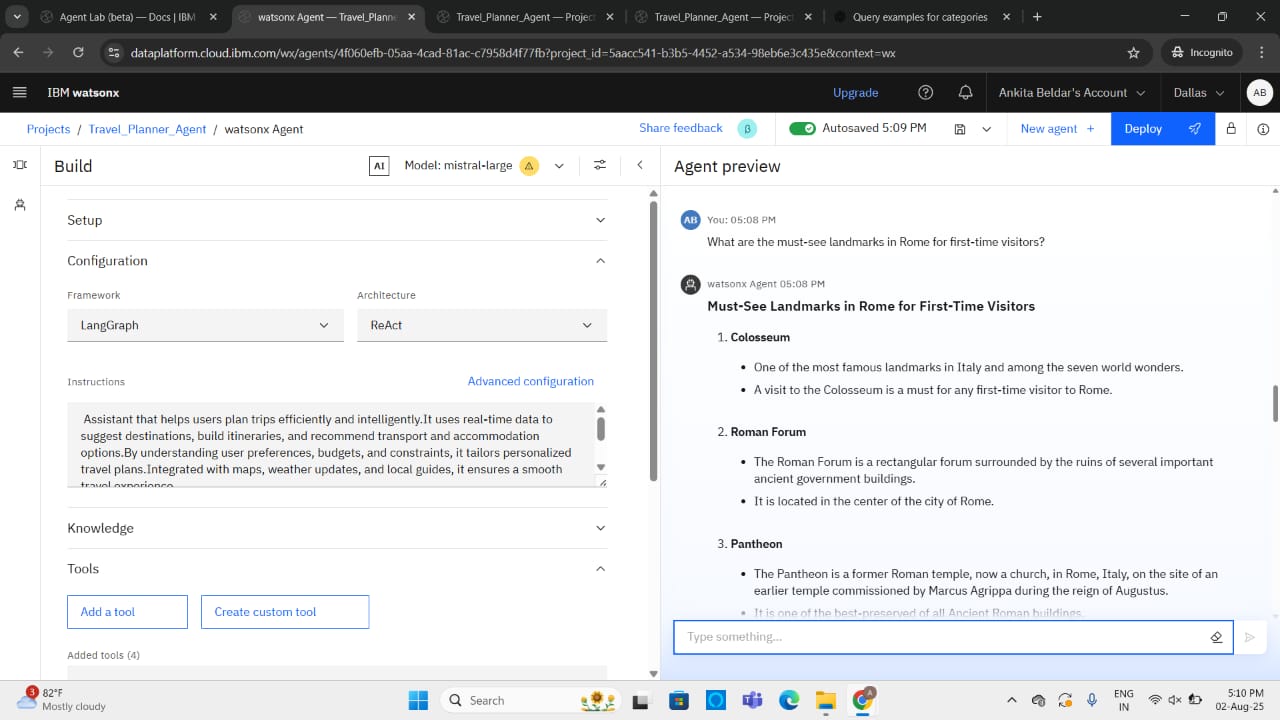 Agent Lab (beta) — Docs | IBM
watsonx Agent — Travel_Planne
Travel_Planner_Agent — Project
Travel_Planner_Agent — Project
Query examples for categories
dataplatform.cloud.ibm.com/wx/agents/4f060efb-05aa-4cad-81ac-c7958d4f77fb?project_id=5aacc541-b3b5-4452-a534-98eb6e3c435e&context=wx
Incognito
IBM watsonx
Upgrade
Ankita Beldar's Account
Dallas
AB
Projects / Travel_Planner_Agent / watsonx Agent
Share feedback
β
Autosaved 5:09 PM
New agent +
Deploy
Build
AI
Model: mistral-large
Setup
Configuration
Framework
Architecture
LangGraph
ReAct
Instructions
Advanced configuration
Assistant that helps users plan trips efficiently and intelligently.It uses real-time data to
suggest destinations, build itineraries, and recommend transport and accommodation
options.By understanding user preferences, budgets, and constraints, it tailors personalized
travel plans.Integrated with maps, weather updates, and local guides, it ensures a smooth
travel experience
Knowledge
Tools
Add a tool
Create custom tool
Added tools (4)
Agent preview
AB
You: 05:08 PM
What are the must-see landmarks in Rome for first-time visitors?
watsonx Agent 05:08 PM
Must-See Landmarks in Rome for First-Time Visitors
1. Colosseum
• One of the most famous landmarks in Italy and among the seven world wonders.
• A visit to the Colosseum is a must for any first-time visitor to Rome.
2. Roman Forum
• The Roman Forum is a rectangular forum surrounded by the ruins of several important
ancient government buildings.
• It is located in the center of the city of Rome.
3. Pantheon
• The Pantheon is a former Roman temple, now a church, in Rome, Italy, on the site of an
earlier temple commissioned by Marcus Agrippa during the reign of Augustus.
• It is one of the best-preserved of all Ancient Roman buildings.
Type something...
3
82°F
Mostly cloudy
Search
A
ENG
IN
5:10 PM
02-Aug-25